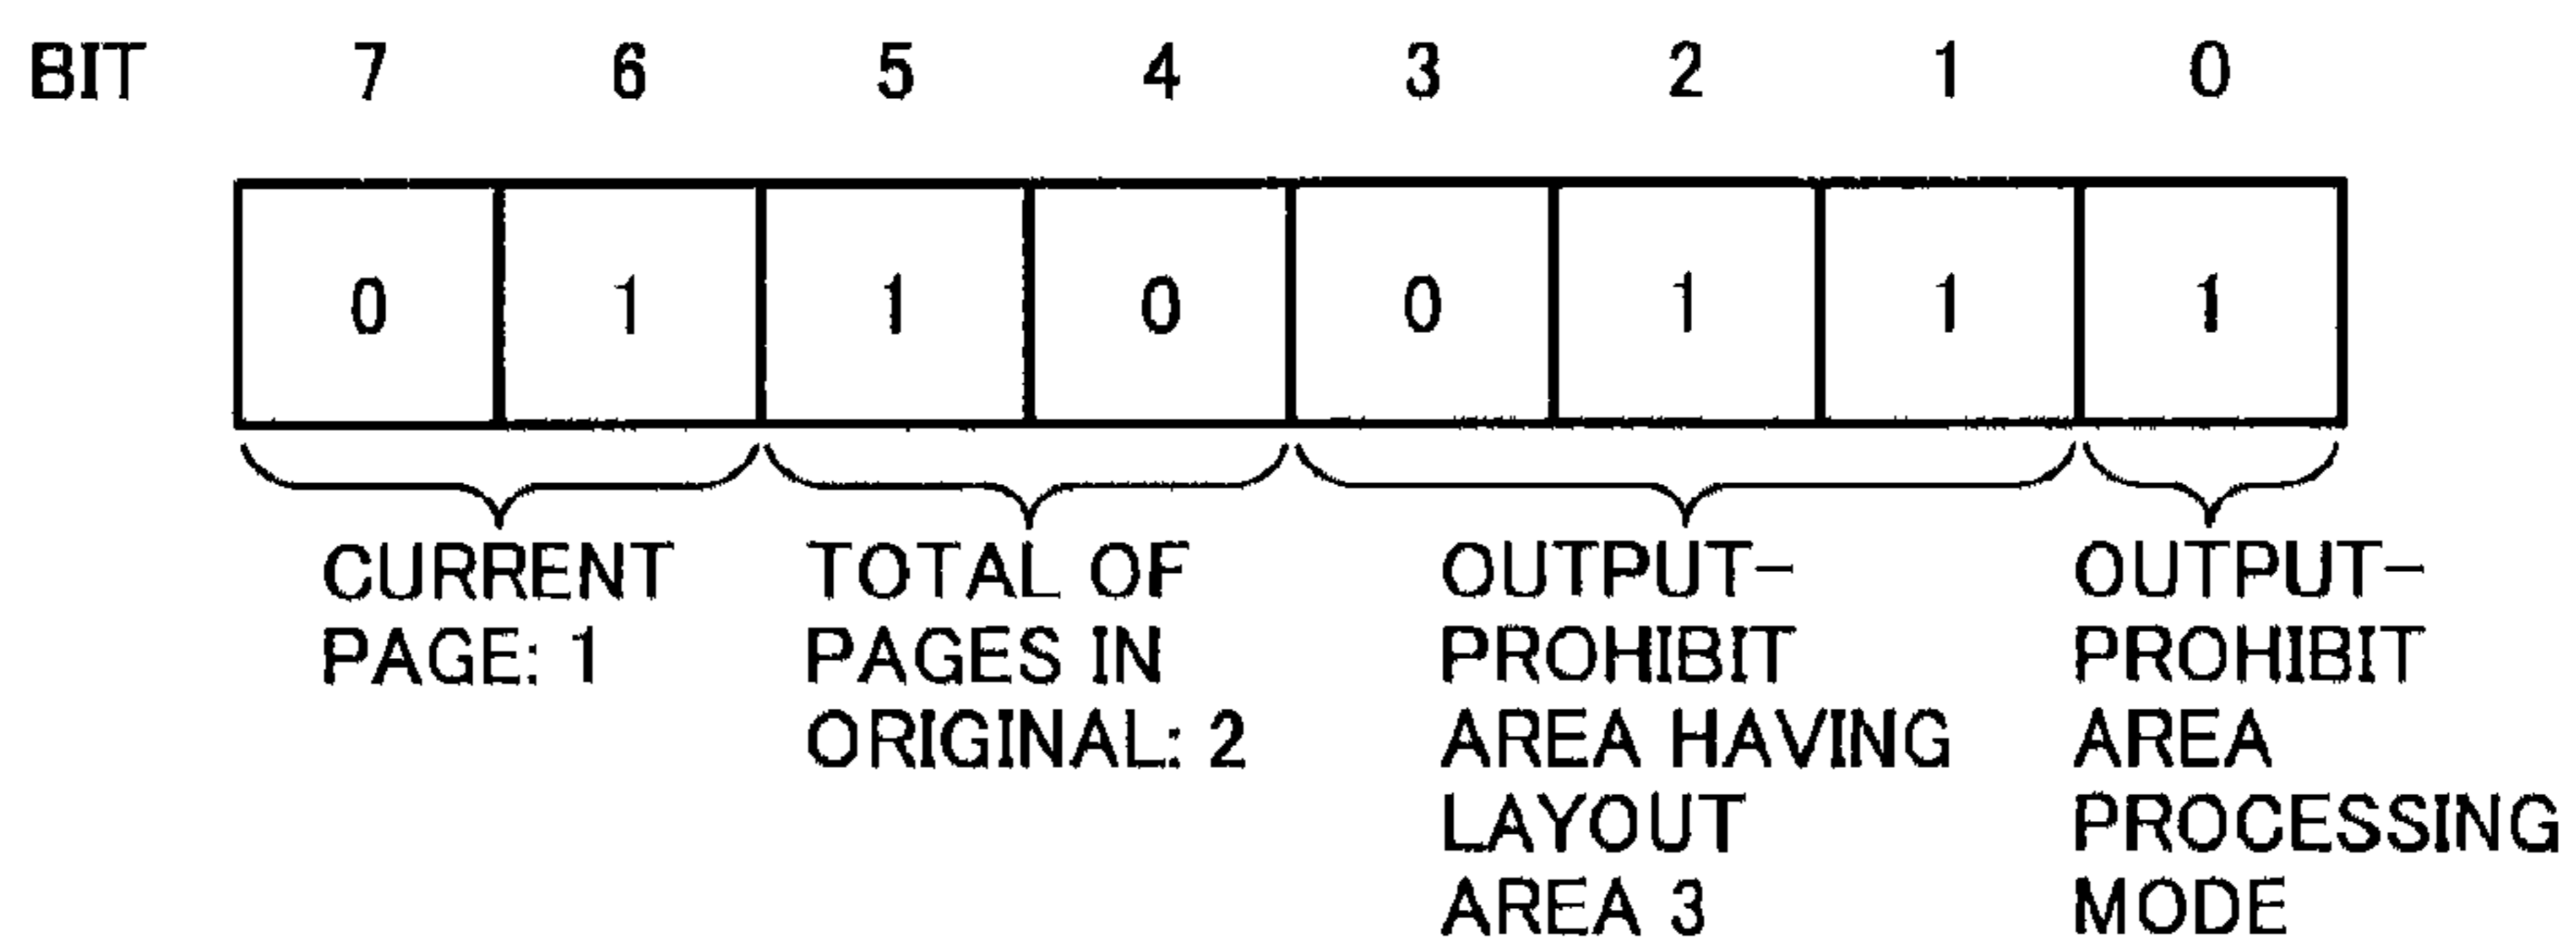 BIT 7 6 5 4 3 2 1 0
0 1 1 0 0 1 1 1
CURRENT
PAGE: 1
TOTAL OF
PAGES IN
ORIGINAL: 2
OUTPUT-
PROHIBIT
AREA HAVING
LAYOUT
AREA 3
OUTPUT-
PROHIBIT
AREA
PROCESSING
MODE